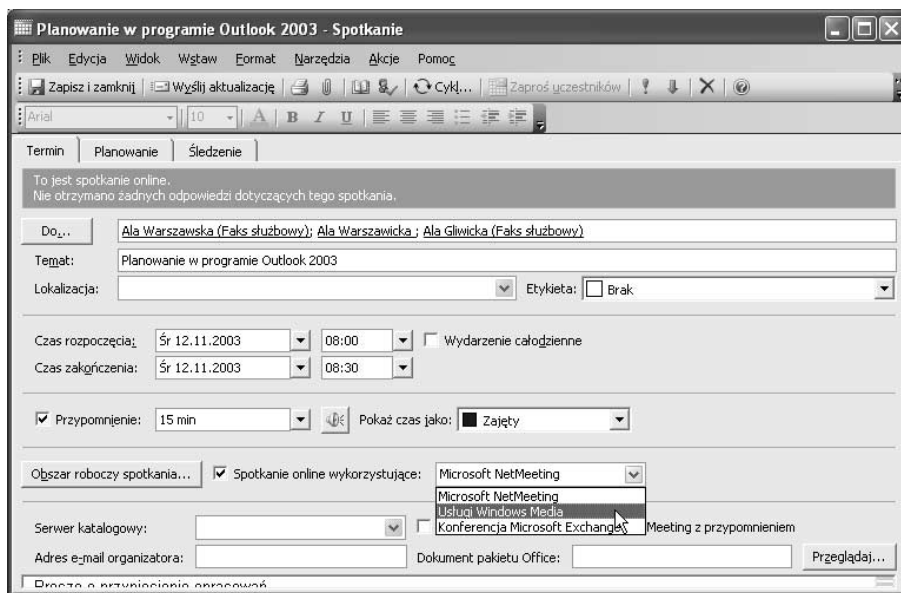 Planowanie w programie Outlook 2003 - Spotkanie
Plik Edycja Widok Wstaw Format Narzędzia Akcje Pomoc
Zapisz i zamknij Wyślij aktualizację Cykl... Zaproś uczestników
Arial 10 A B I U
Termin Planowanie Śledzenie
To jest spotkanie online.
Nie otrzymano żadnych odpowiedzi dotyczących tego spotkania.
Do... Ala Warszawska (Faks służbowy); Ala Warszawicka ; Ala Gliwicka (Faks służbowy)
Temat: Planowanie w programie Outlook 2003
Lokalizacja: Etykieta: Brak
Czas rozpoczęcia: Śr 12.11.2003 08:00 Wydarzenie całodzienne
Czas zakończenia: Śr 12.11.2003 08:30
Przypomnienie: 15 min Pokaż czas jako: Zajęty
Obszar roboczy spotkania... Spotkanie online wykorzystujące: Microsoft NetMeeting
Microsoft NetMeeting
Usługi Windows Media
Serwer katalogowy: Konferencja Microsoft Exchange Meeting z przypomnieniem
Adres e-mail organizatora: Dokument pakietu Office: Przeglądaj...
Proszę o przyniesienie opracowań